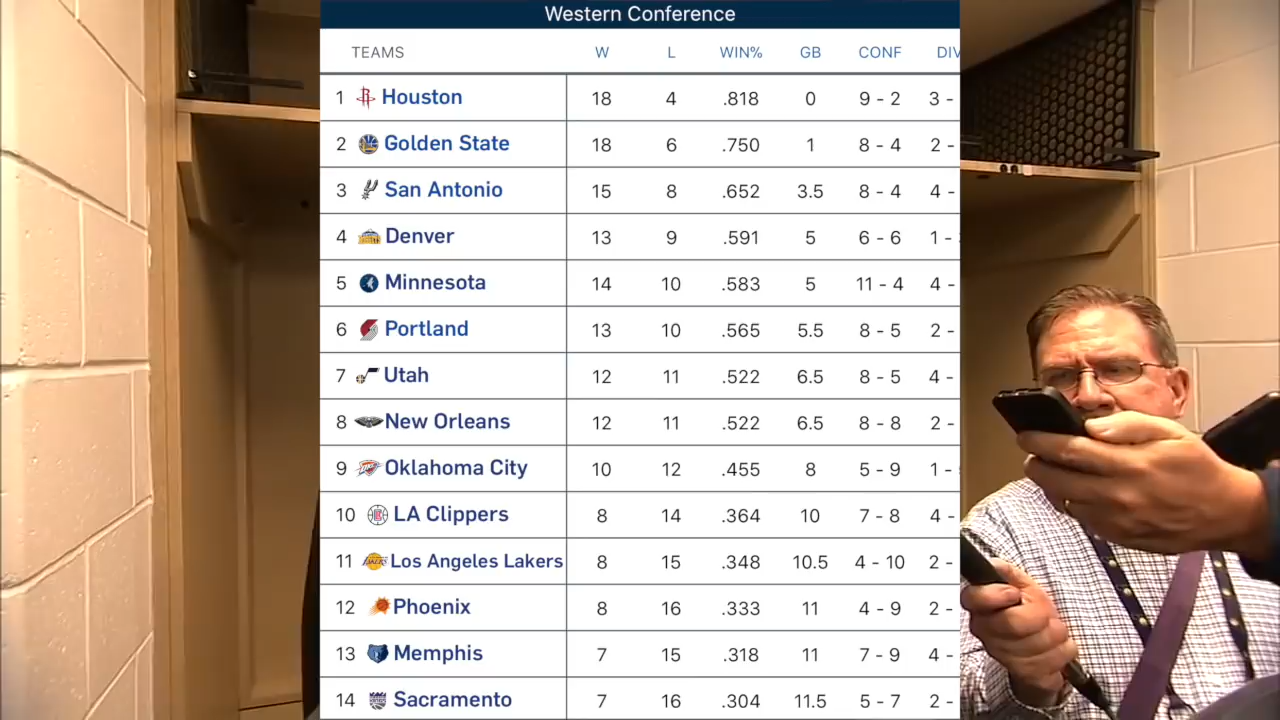 Western Conference
TEAMS W L WIN% GB CONF DIV
1 Houston 18 4 .818 0 9 - 2 3 -
2 Golden State 18 6 .750 1 8 - 4 2 -
3 San Antonio 15 8 .652 3.5 8 - 4 4 -
4 Denver 13 9 .591 5 6 - 6 1 -
5 Minnesota 14 10 .583 5 11 - 4 4 -
6 Portland 13 10 .565 5.5 8 - 5 2 -
7 Utah 12 11 .522 6.5 8 - 5 4 -
8 New Orleans 12 11 .522 6.5 8 - 8 2 -
9 Oklahoma City 10 12 .455 8 5 - 9 1 -
10 LA Clippers 8 14 .364 10 7 - 8 4 -
11 Los Angeles Lakers 8 15 .348 10.5 4 - 10 2 -
12 Phoenix 8 16 .333 11 4 - 9 2 -
13 Memphis 7 15 .318 11 7 - 9 4 -
14 Sacramento 7 16 .304 11.5 5 - 7 2 -